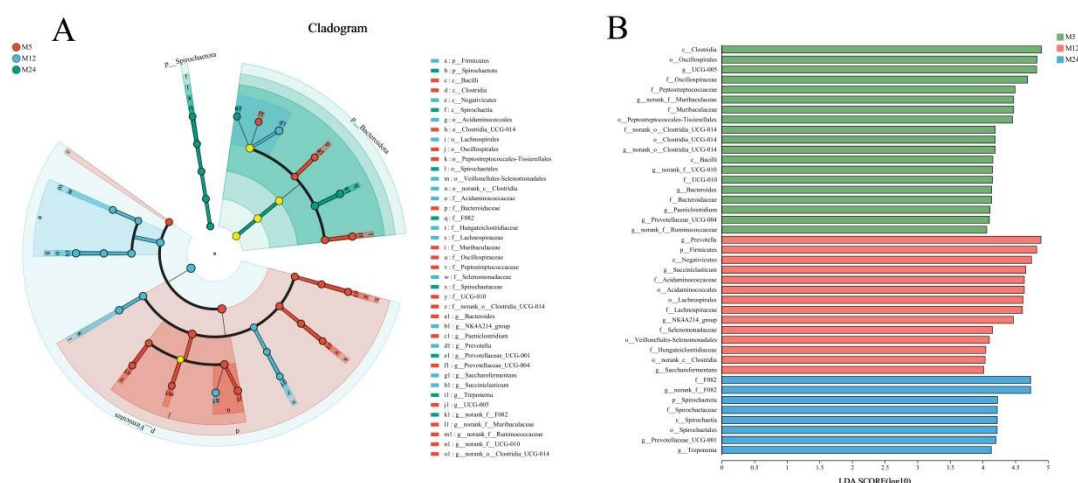 A
Cladogram
M5
M12
M24
p__Spirochaetota
p__Bacteroidota
p__Firmicutes
a : p__Firmicutes
b : p__Spirochaetota
c : c__Bacilli
d : c__Clostridia
e : c__Negativicutes
f : c__Spirochaetia
g : o__Acidaminococcales
h : o__Clostridia_UCG-014
i : o__Lachnospirales
j : o__Oscillospirales
k : o__Peptostreptococcales-Tissierellales
l : o__Spirochaetales
m : o__Veillonellales-Selenomonadales
n : o__norank_c__Clostridia
o : f__Acidaminococcaceae
p : f__Bacteroidaceae
q : f__F082
r : f__Hungateiclostridiaceae
s : f__Lachnospiraceae
t : f__Muribaculaceae
u : f__Oscillospiraceae
v : f__Peptostreptococcaceae
w : f__Selenomonadaceae
x : f__Spirochaetaceae
y : f__UCG-010
z : f__norank_o__Clostridia_UCG-014
a1 : g__Bacteroides
b1 : g__NK4A214_group
c1 : g__Paeniclostridium
d1 : g__Prevotella
e1 : g__Prevotellaceae_UCG-001
f1 : g__Prevotellaceae_UCG-004
g1 : g__Saccharofermentans
h1 : g__Succiniclasticum
i1 : g__Treponema
j1 : g__UCG-005
k1 : g__norank_f__F082
l1 : g__norank_f__Muribaculaceae
m1 : g__norank_f__Ruminococcaceae
n1 : g__norank_f__UCG-010
o1 : g__norank_o__Clostridia_UCG-014
B
M5
M12
M24
c__Clostridia
o__Oscillospirales
g__UCG-005
f__Oscillospiraceae
f__Peptostreptococcaceae
g__norank_f__Muribaculaceae
f__Muribaculaceae
o__Peptostreptococcales-Tissierellales
f__norank_o__Clostridia_UCG-014
o__Clostridia_UCG-014
g__norank_f__norank_o__Clostridia_UCG-014
c__Bacilli
g__norank_f__UCG-010
f__UCG-010
g__Bacteroides
f__Bacteroidaceae
g__Paeniclostridium
g__Prevotellaceae_UCG-004
g__norank_f__Ruminococcaceae
g__Prevotella
p__Firmicutes
c__Negativicutes
g__Succiniclasticum
f__Acidaminococcaceae
o__Acidaminococcales
o__Lachnospirales
f__Lachnospiraceae
g__NK4A214_group
f__Selenomonadaceae
o__Veillonellales-Selenomonadales
f__Hungateiclostridiaceae
o__norank_c__Clostridia
g__Saccharofermentans
f__F082
g__norank_f__F082
p__Spirochaetota
f__Spirochaetaceae
c__Spirochaetia
o__Spirochaetales
g__Prevotellaceae_UCG-001
g__Treponema
0 0.5 1 1.5 2 2.5 3 3.5 4 4.5 5
LDA SCORE(log10)